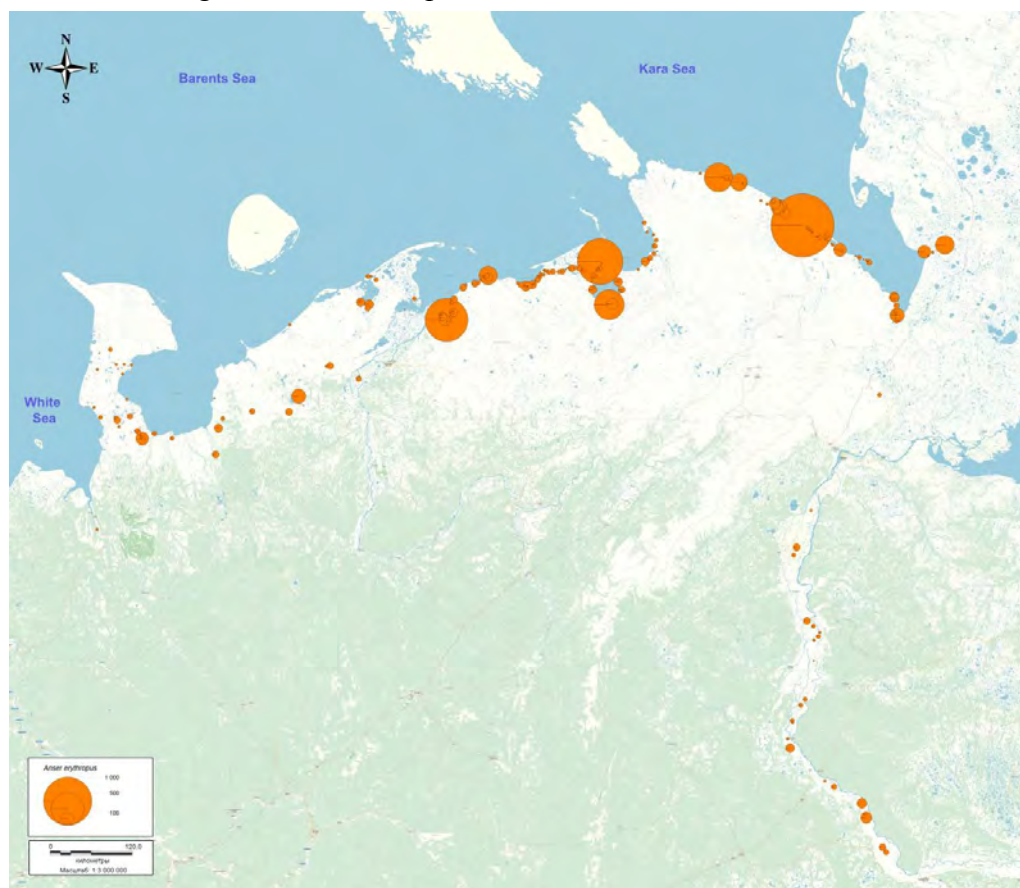 N
W E
S
Barents Sea
Kara Sea
White
Sea
Anser erythropus
1 000
500
100
0 120.0
километры
Масштаб: 1:3 000 000